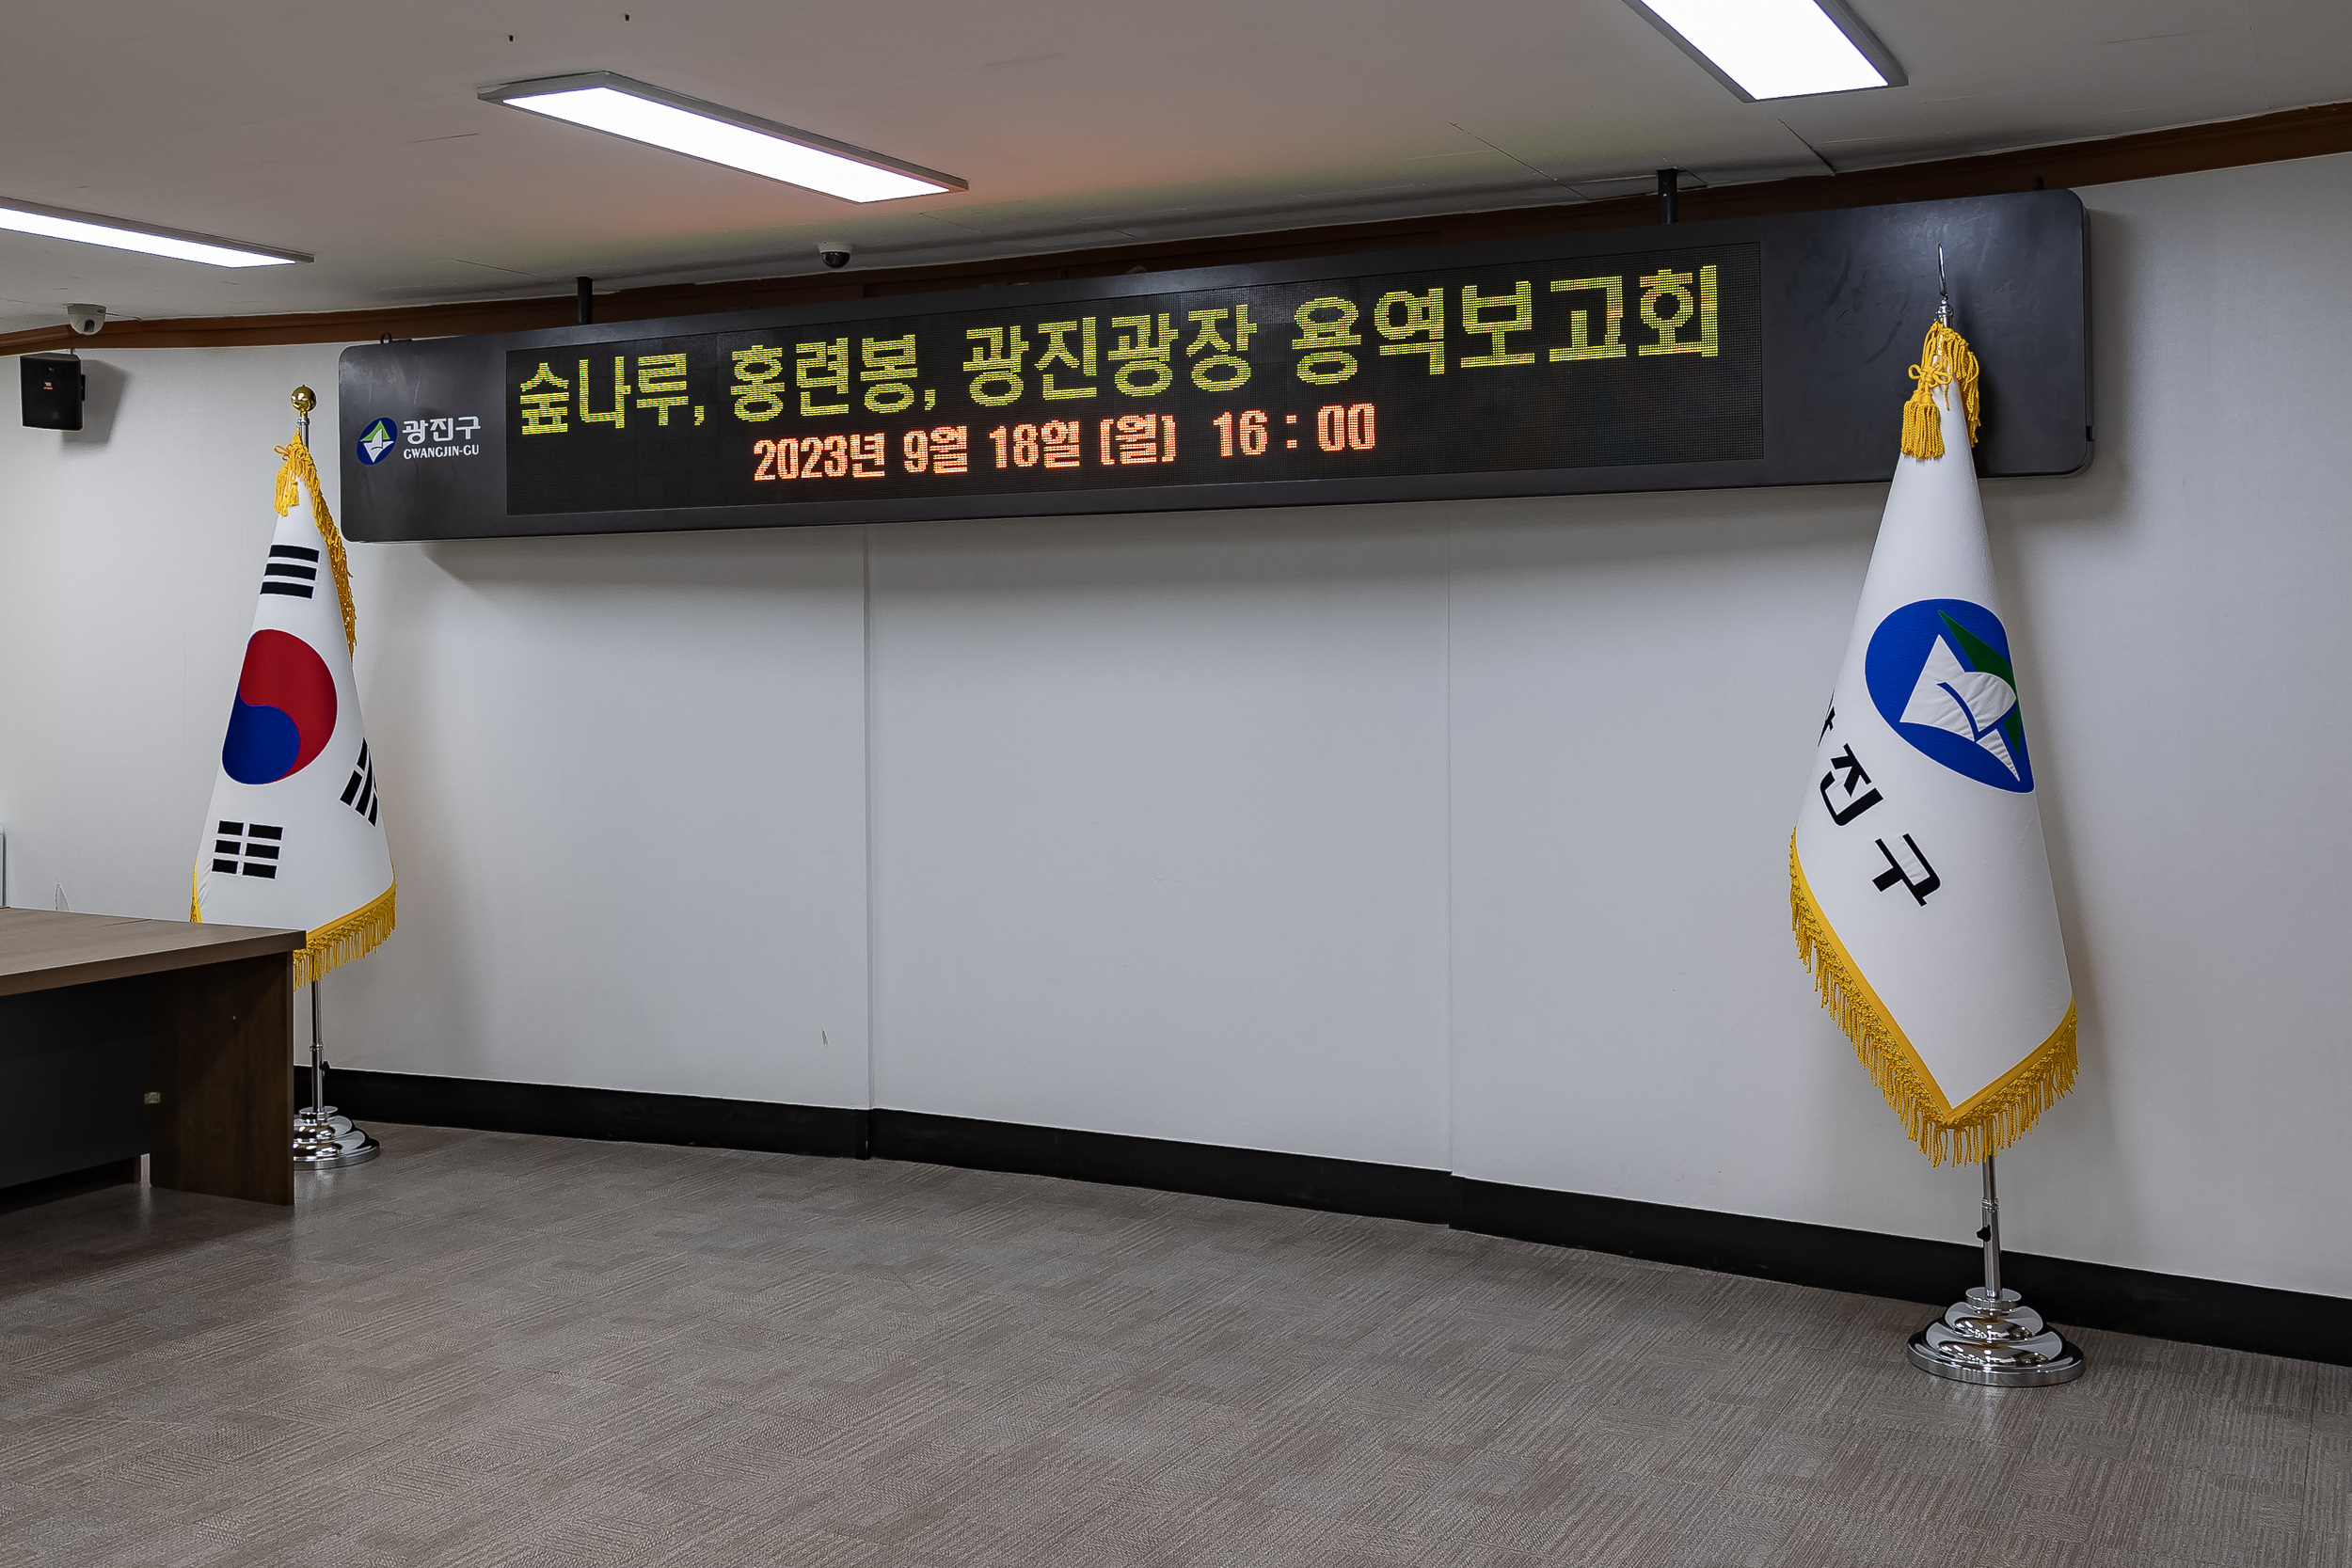 숲나루, 홍련봉, 광진광장 용역보고회
2023년 9월 18일 (월) 16 : 00
광진구
GWANGJIN-GU
진구